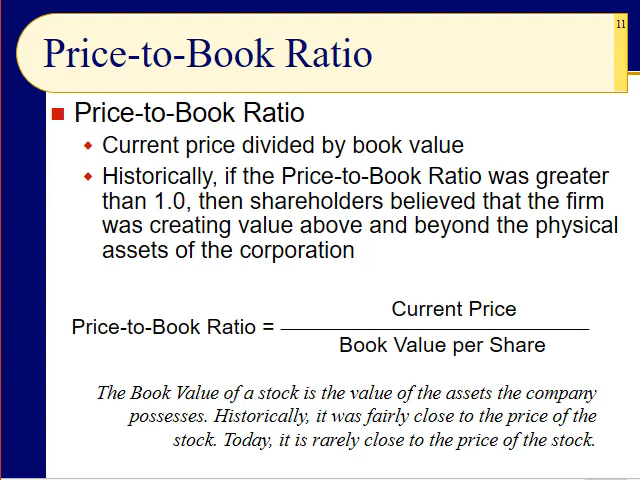 11
Price-to-Book Ratio
Price-to-Book Ratio
Current price divided by book value
Historically, if the Price-to-Book Ratio was greater
than 1.0, then shareholders believed that the firm
was creating value above and beyond the physical
assets of the corporation
Current Price
Price-to-Book Ratio =
Book Value per Share
The Book Value of a stock is the value of the assets the company
possesses. Historically, it was fairly close to the price of the
stock. Today, it is rarely close to the price of the stock.